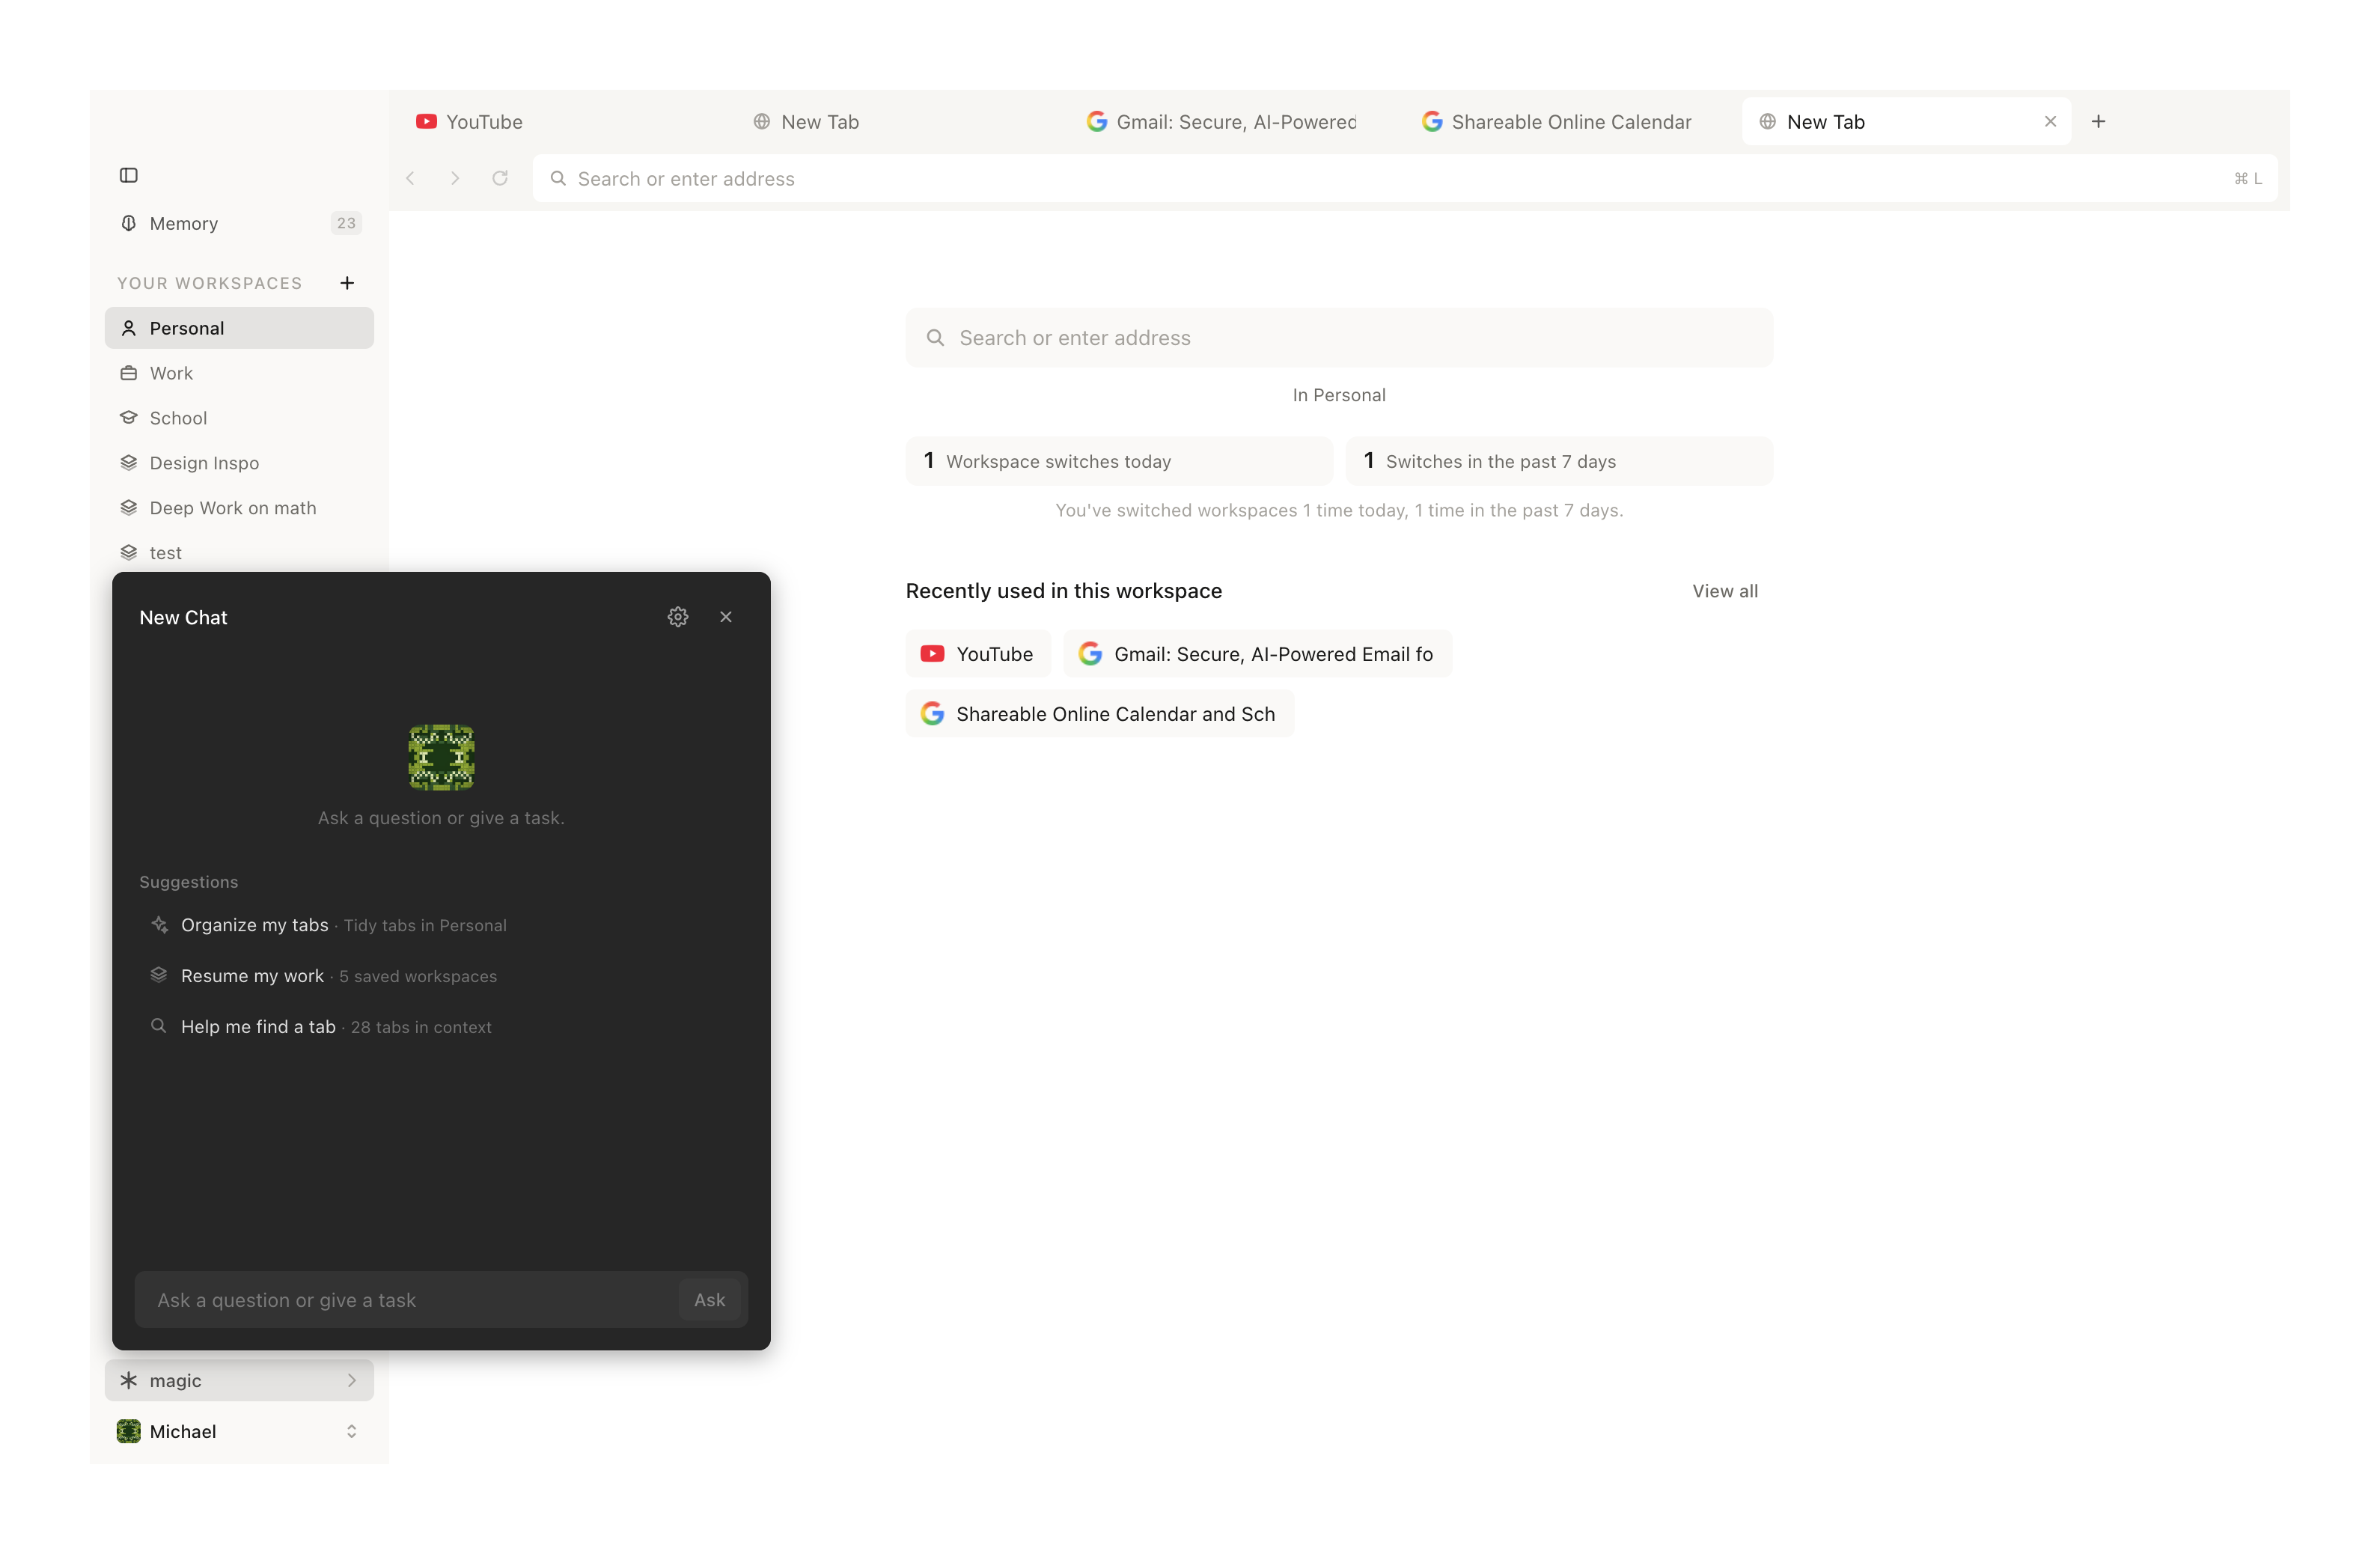 YouTube
New Tab
Gmail: Secure, AI-Powered
Shareable Online Calendar
New Tab
Search or enter address
⌘ L
Memory
23
YOUR WORKSPACES
Personal
Work
School
Design Inspo
Deep Work on math
test
Search or enter address
In Personal
1 Workspace switches today
1 Switches in the past 7 days
You've switched workspaces 1 time today, 1 time in the past 7 days.
Recently used in this workspace
View all
YouTube
Gmail: Secure, AI-Powered Email fo
Shareable Online Calendar and Sch
New Chat
Ask a question or give a task.
Suggestions
Organize my tabs · Tidy tabs in Personal
Resume my work · 5 saved workspaces
Help me find a tab · 28 tabs in context
Ask a question or give a task
Ask
magic
Michael